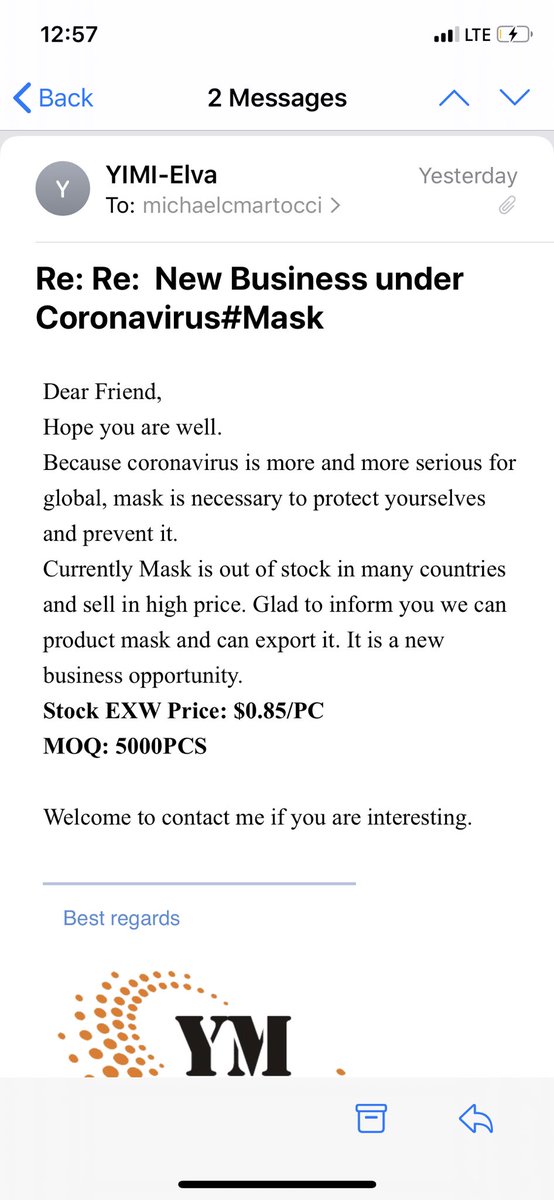 12:57 LTE
Back 2 Messages
Y
YIMI-Elva Yesterday
To: michaelcmartocci
Re: Re:  New Business under
Coronavirus#Mask
Dear Friend,
Hope you are well.
Because coronavirus is more and more serious for
global, mask is necessary to protect yourselves
and prevent it.
Currently Mask is out of stock in many countries
and sell in high price. Glad to inform you we can
product mask and can export it. It is a new
business opportunity.
Stock EXW Price: $0.85/PC
MOQ: 5000PCS
Welcome to contact me if you are interesting.
Best regards
YM